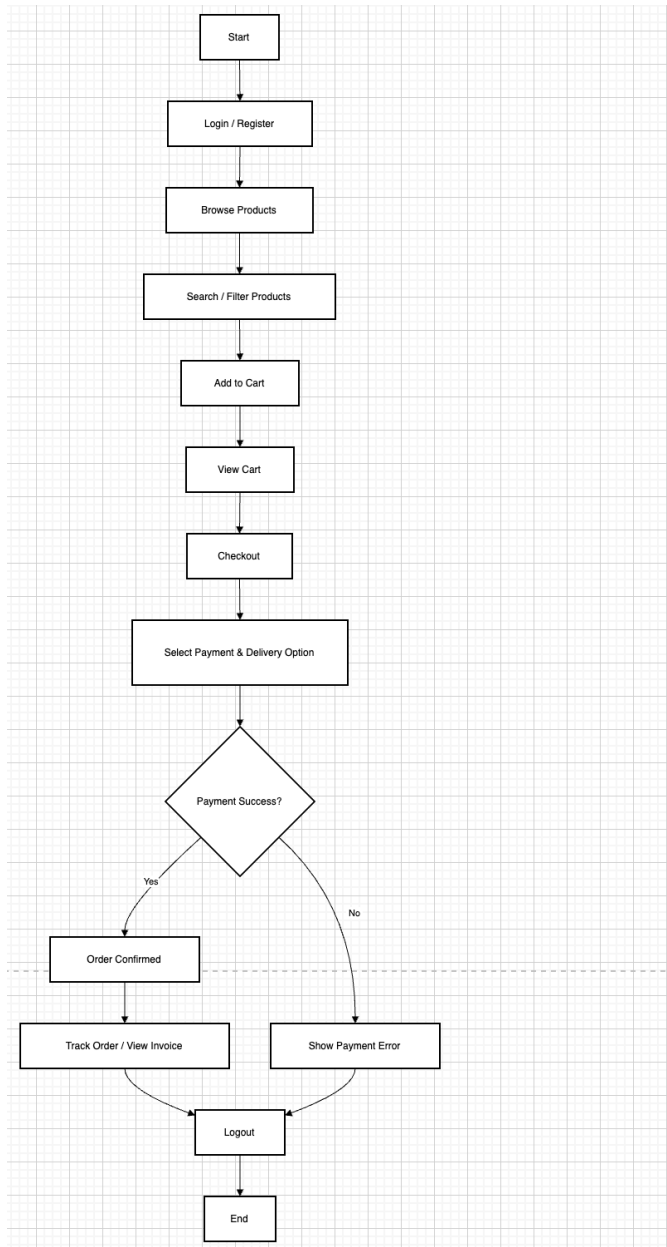 Start
Login / Register
Browse Products
Search / Filter Products
Add to Cart
View Cart
Checkout
Select Payment & Delivery Option
Payment Success?
Yes
No
Order Confirmed
Track Order / View Invoice
Show Payment Error
Logout
End